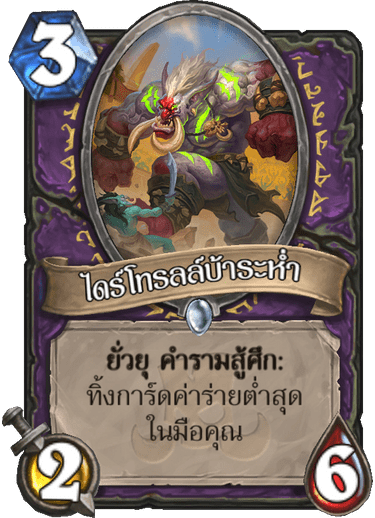 3
ไดร์โทรลล์บ้าระห่ำ
ยั่วยุ คำรามสู้ศึก:
ทิ้งการ์ดค่าร่ายต่ำสุด
ในมือคุณ
2
6